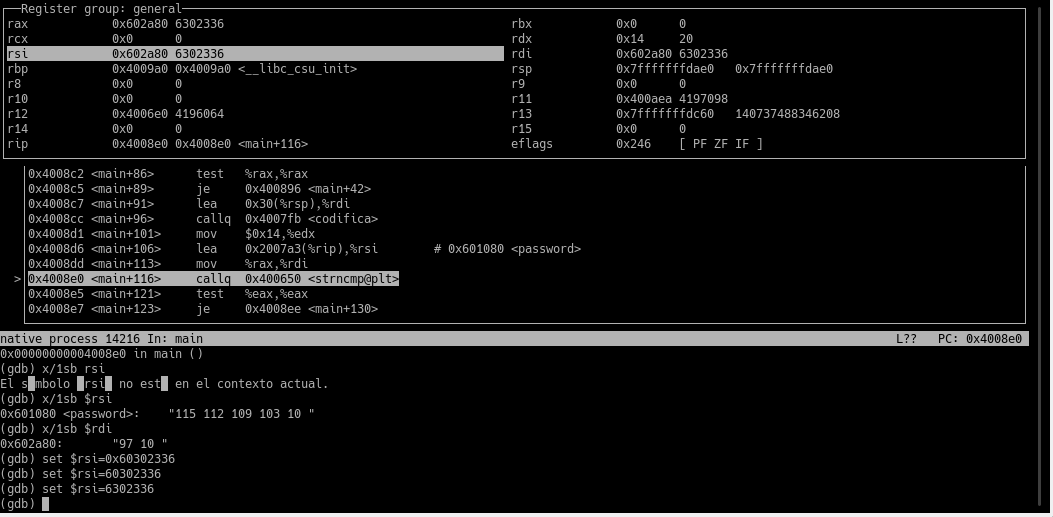 Register group: general
rax 0x602a80 6302336 rbx 0x0 0
rcx 0x0 0 rdx 0x14 20
rsi 0x602a80 6302336 rdi 0x602a80 6302336
rbp 0x4009a0 0x4009a0 <__libc_csu_init> rsp 0x7fffffffdae0 0x7fffffffdae0
r8 0x0 0 r9 0x0 0
r10 0x0 0 r11 0x400aea 4197098
r12 0x4006e0 4196064 r13 0x7fffffffdc60 140737488346208
r14 0x0 0 r15 0x0 0
rip 0x4008e0 0x4008e0 <main+116> eflags 0x246 [ PF ZF IF ]
0x4008c2 <main+86> test %rax,%rax
0x4008c5 <main+89> je 0x400896 <main+42>
0x4008c7 <main+91> lea 0x30(%rsp),%rdi
0x4008cc <main+96> callq 0x4007fb <codifica>
0x4008d1 <main+101> mov $0x14,%edx
0x4008d6 <main+106> lea 0x2007a3(%rip),%rsi # 0x601080 <password>
0x4008dd <main+113> mov %rax,%rdi
> 0x4008e0 <main+116> callq 0x400650 <strncmp@plt>
0x4008e5 <main+121> test %eax,%eax
0x4008e7 <main+123> je 0x4008ee <main+130>
native process 14216 In: main L?? PC: 0x4008e0
0x00000000004008e0 in main ()
(gdb) x/1sb rsi
El s mbolo rsi no est en el contexto actual.
(gdb) x/1sb $rsi
0x601080 <password>: "115 112 109 103 10 "
(gdb) x/1sb $rdi
0x602a80: "97 10 "
(gdb) set $rsi=0x60302336
(gdb) set $rsi=60302336
(gdb) set $rsi=6302336
(gdb)